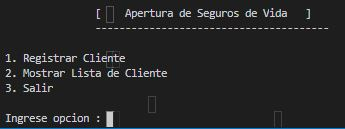 [ Apertura de Seguros de Vida ]
---------------------------------------
1. Registrar Cliente
2. Mostrar Lista de Cliente
3. Salir
Ingrese opcion :